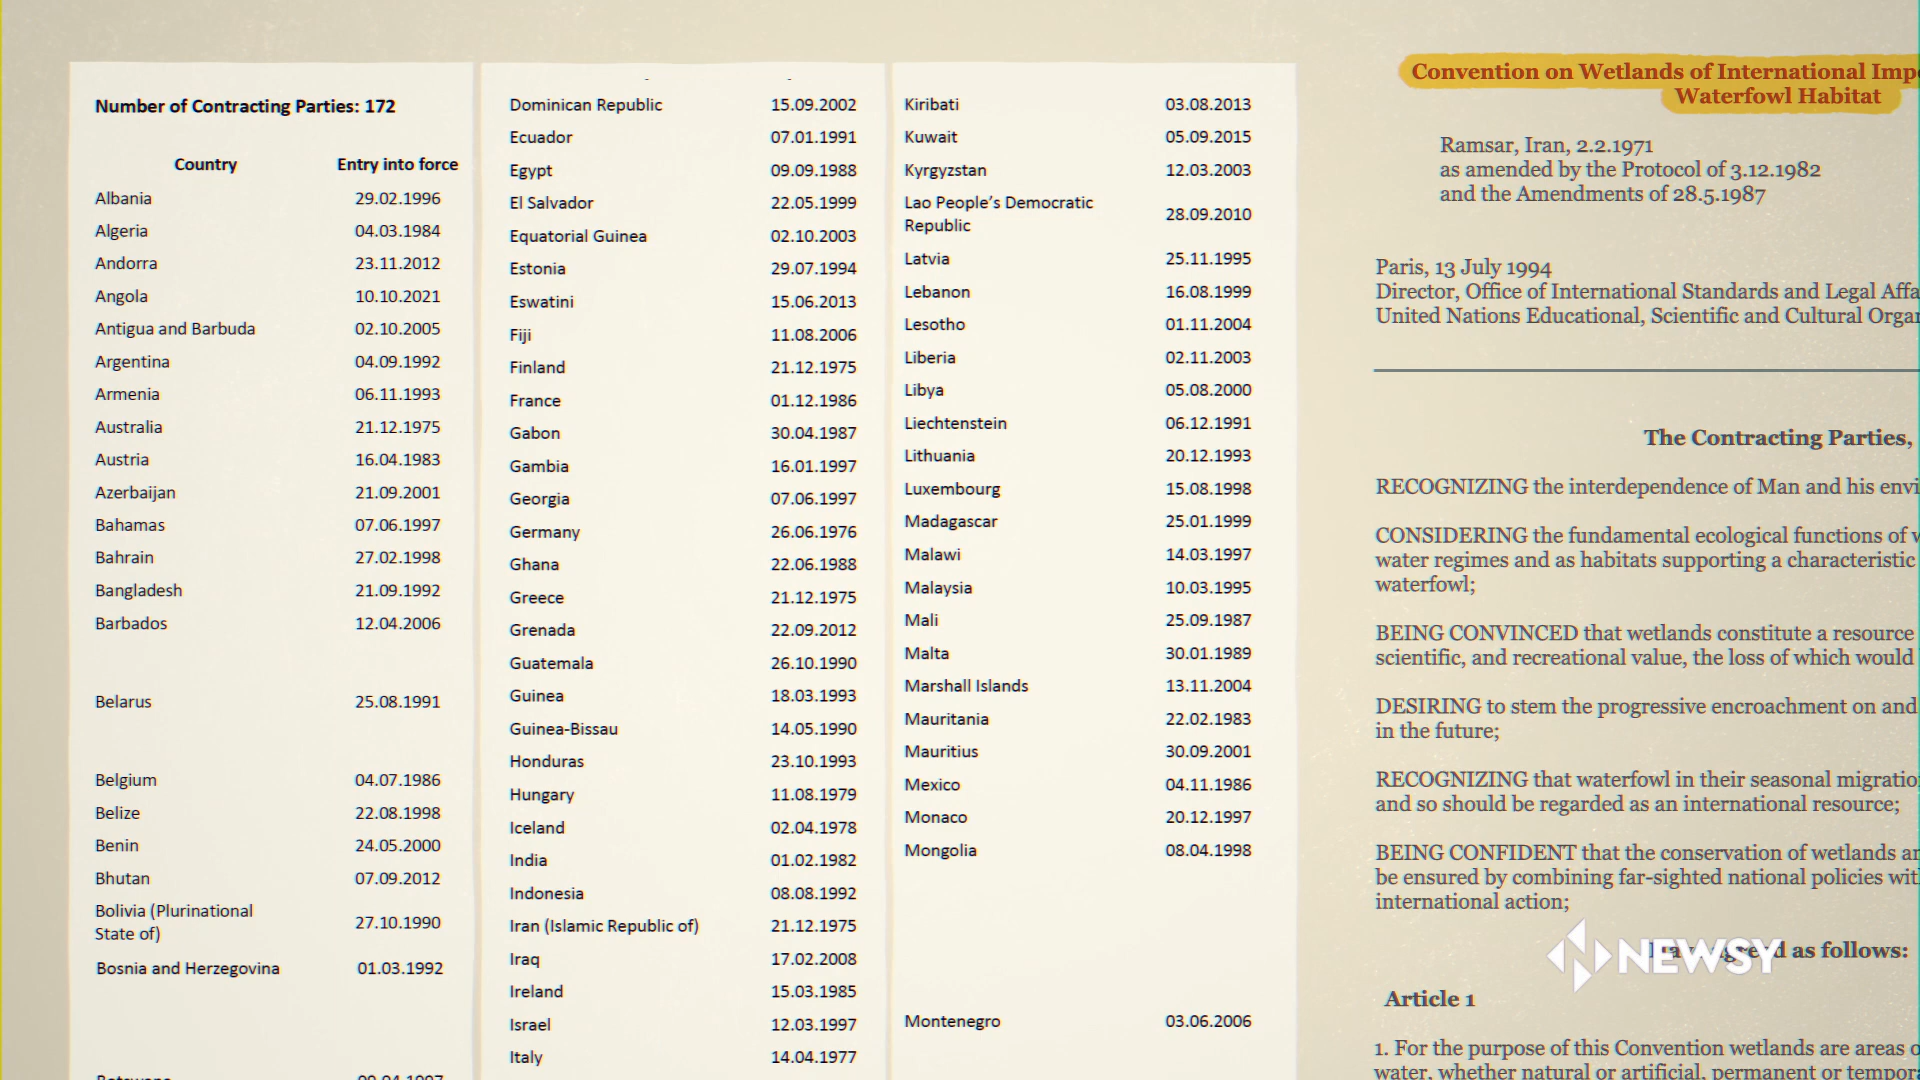 Number of Contracting Parties: 172
Country Entry into force
Albania 29.02.1996
Algeria 04.03.1984
Andorra 23.11.2012
Angola 10.10.2021
Antigua and Barbuda 02.10.2005
Argentina 04.09.1992
Armenia 06.11.1993
Australia 21.12.1975
Austria 16.04.1983
Azerbaijan 21.09.2001
Bahamas 07.06.1997
Bahrain 27.02.1998
Bangladesh 21.09.1992
Barbados 12.04.2006
Belarus 25.08.1991
Belgium 04.07.1986
Belize 22.08.1998
Benin 24.05.2000
Bhutan 07.09.2012
Bolivia (Plurinational
State of) 27.10.1990
Bosnia and Herzegovina 01.03.1992
Dominican Republic 15.09.2002
Ecuador 07.01.1991
Egypt 09.09.1988
El Salvador 22.05.1999
Equatorial Guinea 02.10.2003
Estonia 29.07.1994
Eswatini 15.06.2013
Fiji 11.08.2006
Finland 21.12.1975
France 01.12.1986
Gabon 30.04.1987
Gambia 16.01.1997
Georgia 07.06.1997
Germany 26.06.1976
Ghana 22.06.1988
Greece 21.12.1975
Grenada 22.09.2012
Guatemala 26.10.1990
Guinea 18.03.1993
Guinea-Bissau 14.05.1990
Honduras 23.10.1993
Hungary 11.08.1979
Iceland 02.04.1978
India 01.02.1982
Indonesia 08.08.1992
Iran (Islamic Republic of) 21.12.1975
Iraq 17.02.2008
Ireland 15.03.1985
Israel 12.03.1997
Italy 14.04.1977
Kiribati 03.08.2013
Kuwait 05.09.2015
Kyrgyzstan 12.03.2003
Lao People's Democratic
Republic 28.09.2010
Latvia 25.11.1995
Lebanon 16.08.1999
Lesotho 01.11.2004
Liberia 02.11.2003
Libya 05.08.2000
Liechtenstein 06.12.1991
Lithuania 20.12.1993
Luxembourg 15.08.1998
Madagascar 25.01.1999
Malawi 14.03.1997
Malaysia 10.03.1995
Mali 25.09.1987
Malta 30.01.1989
Marshall Islands 13.11.2004
Mauritania 22.02.1983
Mauritius 30.09.2001
Mexico 04.11.1986
Monaco 20.12.1997
Mongolia 08.04.1998
Montenegro 03.06.2006
Convention on Wetlands of International
Waterfowl Habitat
Ramsar, Iran, 2.2.1971
as amended by the Protocol of 3.12.1982
and the Amendments of 28.5.1987
Paris, 13 July 1994
Director, Office of International Standards and Legal
United Nations Educational, Scientific and Cultural
The Contracting Parties,
RECOGNIZING the interdependence of Man and his
CONSIDERING the fundamental ecological functions of
water regimes and as habitats supporting a characteristic
waterfowl;
BEING CONVINCED that wetlands constitute a resource
scientific, and recreational value, the loss of which would
DESIRING to stem the progressive encroachment on and
in the future;
RECOGNIZING that waterfowl in their seasonal
and so should be regarded as an international resource;
BEING CONFIDENT that the conservation of wetlands
be ensured by combining far-sighted national policies
international action;
NEWSY
as follows:
Article 1
1. For the purpose of this Convention wetlands are areas
water, whether natural or artificial, permanent or